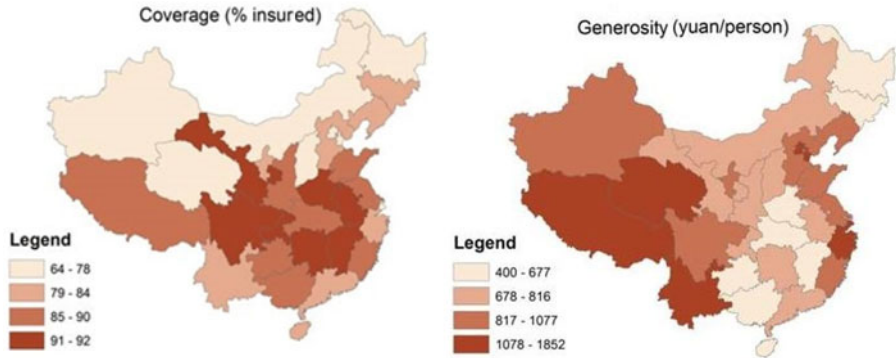 Coverage (% insured)
Legend
64 - 78
79 - 84
85 - 90
91 - 92
Generosity (yuan/person)
Legend
400 - 677
678 - 816
817 - 1077
1078 - 1852